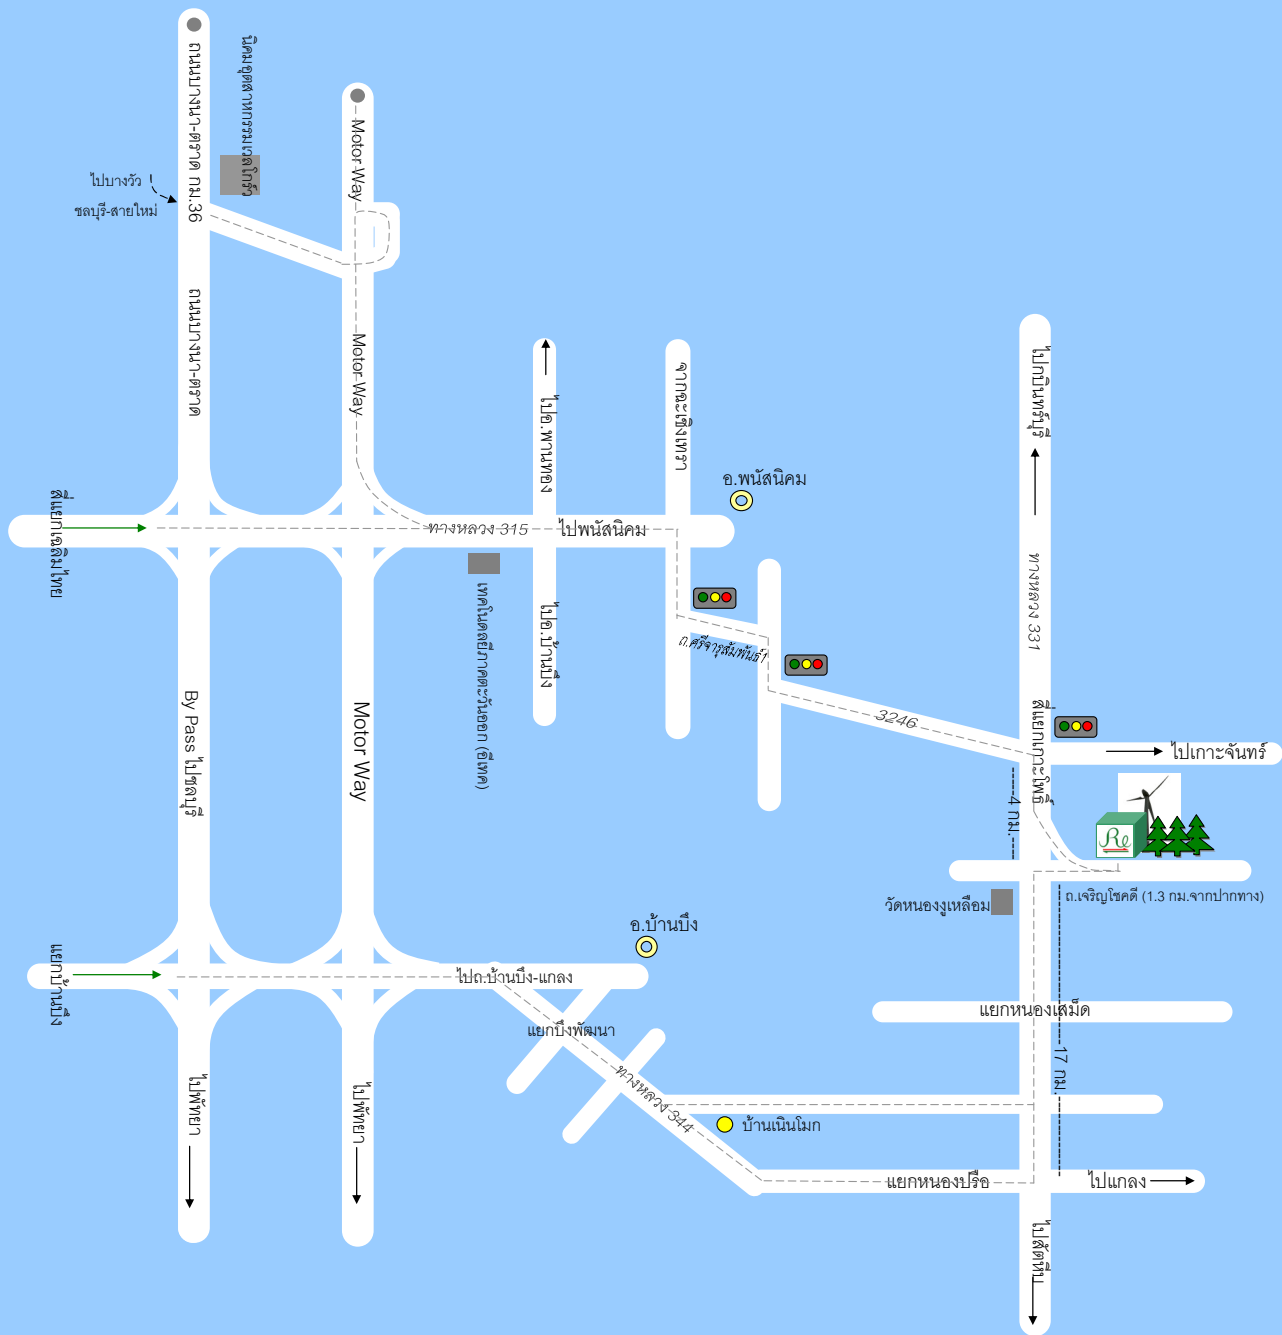 ถนนบางนา-ตราด กม.36
นิคมอุตสาหกรรมเวลโกรว์
Motor Way
ไปบางวัว
ชลบุรี-สายใหม่
ถนนบางนา-ตราด
Motor Way
ไปอ.พานทอง
จากฉะเชิงเทรา
ไปกบินทร์บุรี
อ.พนัสนิคม
สี่แยกเฉลิมไทย
ทางหลวง 315
ไปพนัสนิคม
ทางหลวง 331
เทคโนโลยีภาคตะวันออก (อีเทค)
ไปอ.บ้านบึง
ถ.ศรีจารุสัมพันธ์1
By Pass ไปชลบุรี
Motor Way
3246
สี่แยกเกาะโพธิ์
ไปเกาะจันทร์
4 กม.
Re
วัดหนองงูเหลือม
ถ.เจริญโชคดี (1.3 กม.จากปากทาง)
อ.บ้านบึง
แยกบ้านบึง
ไปถ.บ้านบึง-แกลง
แยกบึงพัฒนา
แยกหนองเสม็ด
17 กม.
ไปพัทยา
ไปพัทยา
ทางหลวง 344
บ้านเนินโมก
แยกหนองปรือ
ไปแกลง
ไปสัตหีบ